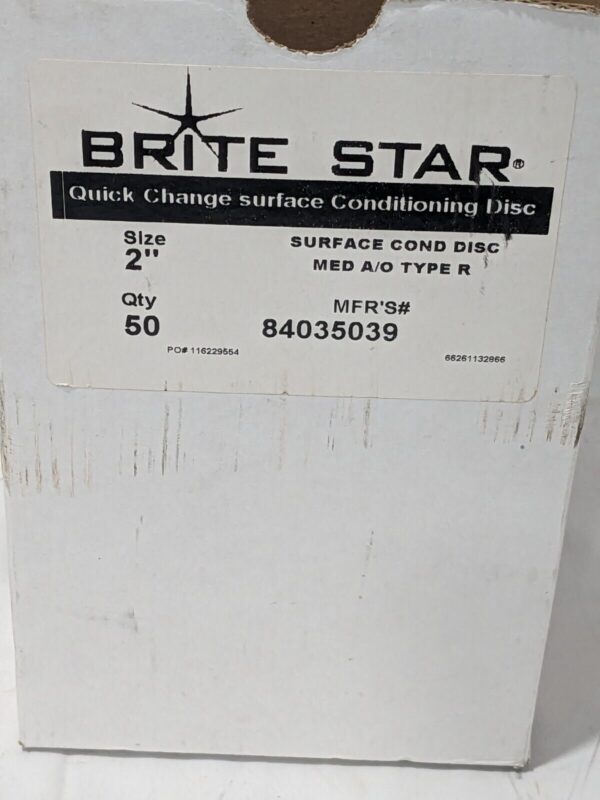 BRITE STAR®
Quick Change surface Conditioning Disc
Size
2"
SURFACE COND DISC
MED A/O TYPE R
Qty
50
MFR'S#
84035039
PO# 116229554
66261132966